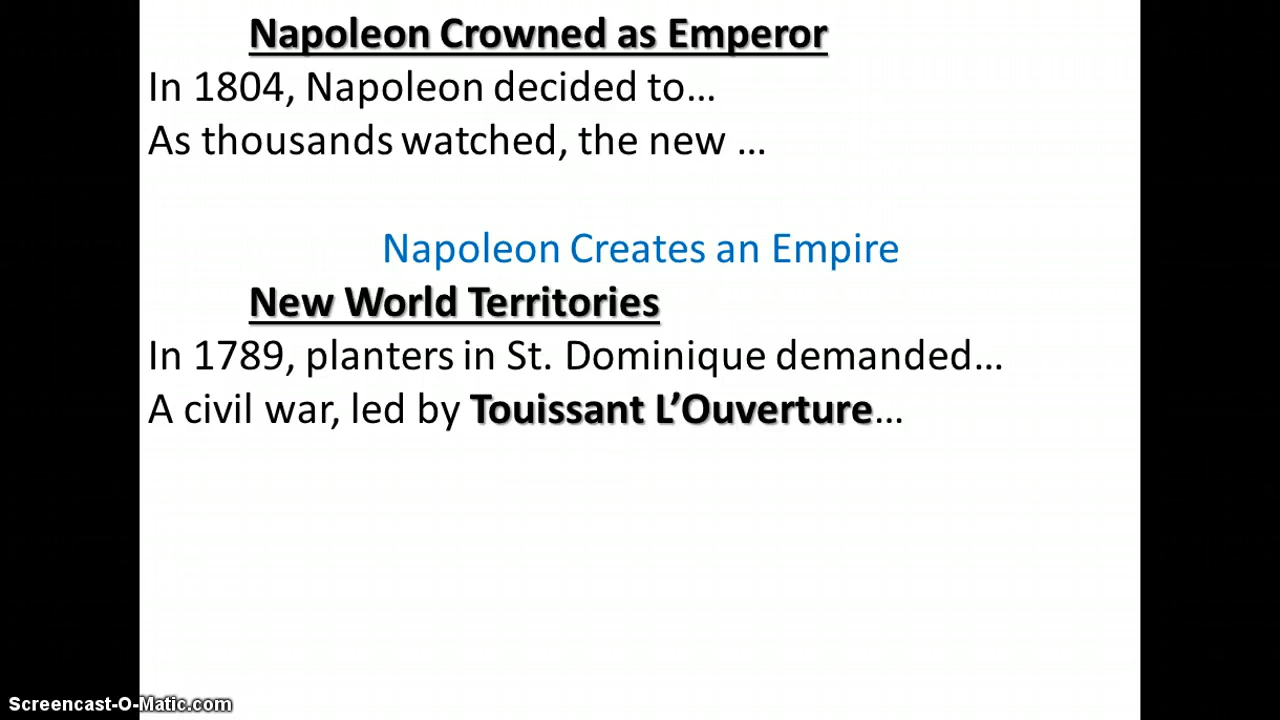 Napoleon Crowned as Emperor
In 1804, Napoleon decided to…
As thousands watched, the new …
Napoleon Creates an Empire
New World Territories
In 1789, planters in St. Dominique demanded…
A civil war, led by Touissant L’Ouverture…
Screencast-O-Matic.com